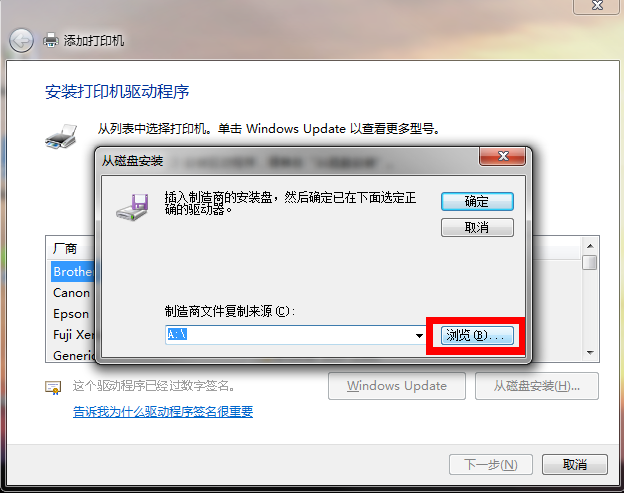 添加打印机
安装打印机驱动程序
从列表中选择打印机。单击 Windows Update 以查看更多型号。
从磁盘安装
插入制造商的安装盘，然后确定已在下面选定正
确的驱动器。
确定
取消
厂商
Brother
Canon
Epson
Fuji Xer
Generic
制造商文件复制来源(C):
A:\
浏览(B)...
这个驱动程序已经过数字签名。
告诉我为什么驱动程序签名很重要
Windows Update
从磁盘安装(H)...
下一步(N)
取消